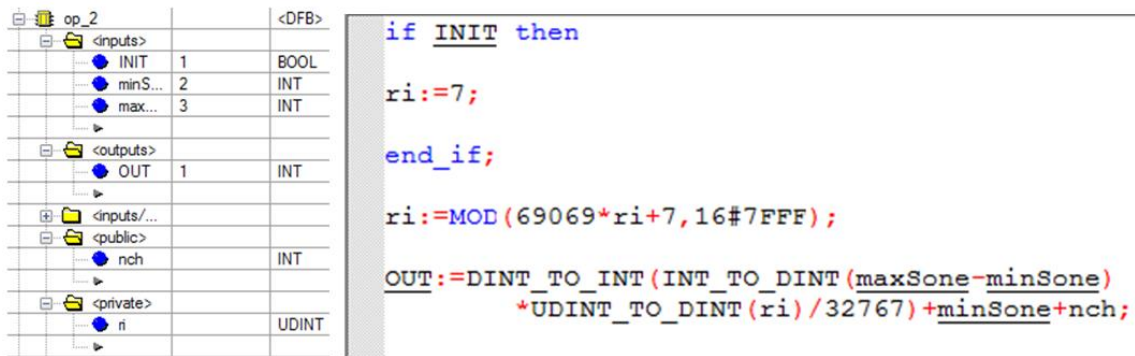 op_2 <DFB>
<inputs>
INIT 1 BOOL
minS... 2 INT
max... 3 INT
<outputs>
OUT 1 INT
<inputs/...
<public>
nch INT
<private>
ri UDINT
if INIT then
ri:=7;
end_if;
ri:=MOD(69069*ri+7,16#7FFF);
OUT:=DINT_TO_INT(INT_TO_DINT(maxSone-minSone)
*UDINT_TO_DINT(ri)/32767)+minSone+nch;